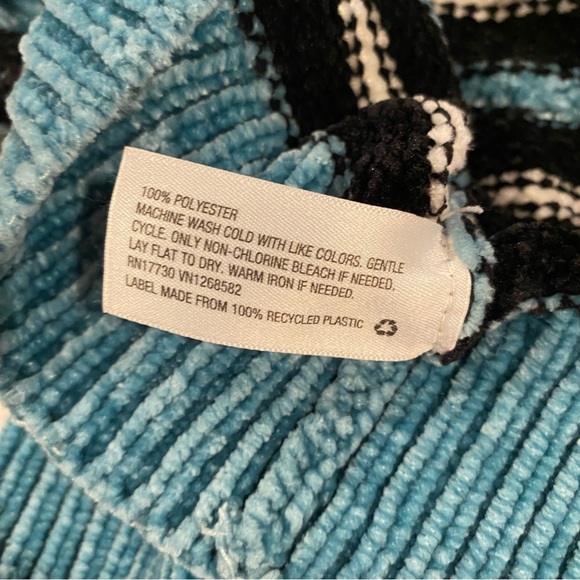 100% POLYESTER
MACHINE WASH COLD WITH LIKE COLORS. GENTLE
CYCLE. ONLY NON-CHLORINE BLEACH IF NEEDED.
LAY FLAT TO DRY. WARM IRON IF NEEDED.
RN17730 VN1268582
LABEL MADE FROM 100% RECYCLED PLASTIC